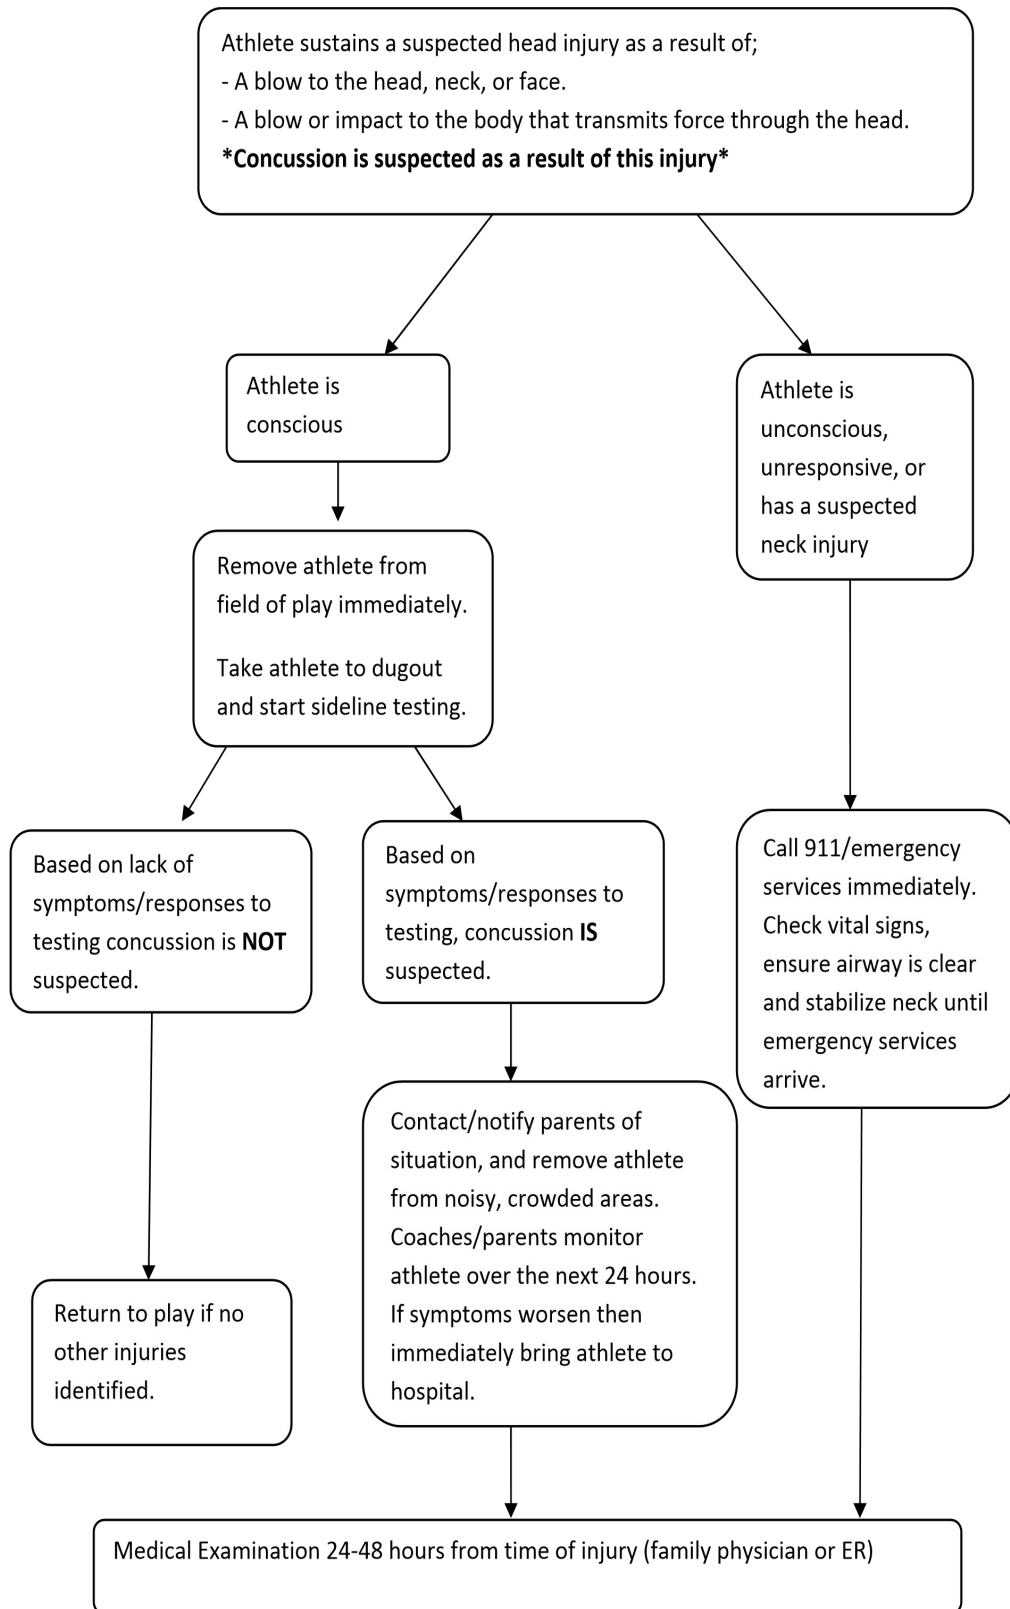 Athlete sustains a suspected head injury as a result of;
- A blow to the head, neck, or face.
- A blow or impact to the body that transmits force through the head.
*Concussion is suspected as a result of this injury*
Athlete is
conscious
Athlete is
unconscious,
unresponsive, or
has a suspected
neck injury
Remove athlete from
field of play immediately.
Take athlete to dugout
and start sideline testing.
Based on lack of
symptoms/responses to
testing concussion is NOT
suspected.
Based on
symptoms/responses to
testing, concussion IS
suspected.
Call 911/emergency
services immediately.
Check vital signs,
ensure airway is clear
and stabilize neck until
emergency services
arrive.
Contact/notify parents of
situation, and remove athlete
from noisy, crowded areas.
Coaches/parents monitor
athlete over the next 24 hours.
If symptoms worsen then
immediately bring athlete to
hospital.
Return to play if no
other injuries
identified.
Medical Examination 24-48 hours from time of injury (family physician or ER)